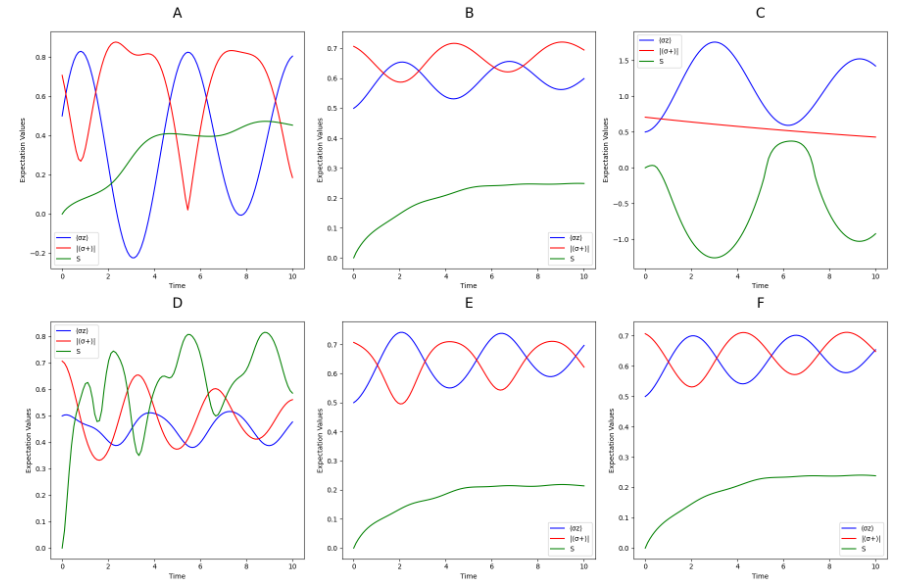 A
B
C
Expectation Values
0.8
0.6
0.4
0.2
0.0
−0.2
⟨σz⟩
|⟨σ+⟩|
S
0 2 4 6 8 10
Time
Expectation Values
0.7
0.6
0.5
0.4
0.3
0.2
0.1
0.0
⟨σz⟩
|⟨σ+⟩|
S
0 2 4 6 8 10
Time
Expectation Values
1.5
1.0
0.5
0.0
−0.5
−1.0
⟨σz⟩
|⟨σ+⟩|
S
0 2 4 6 8 10
Time
D
E
F
Expectation Values
0.8
0.7
0.6
0.5
0.4
0.3
0.2
0.1
0.0
⟨σz⟩
|⟨σ+⟩|
S
0 2 4 6 8 10
Time
Expectation Values
0.7
0.6
0.5
0.4
0.3
0.2
0.1
0.0
⟨σz⟩
|⟨σ+⟩|
S
0 2 4 6 8 10
Time
Expectation Values
0.7
0.6
0.5
0.4
0.3
0.2
0.1
0.0
⟨σz⟩
|⟨σ+⟩|
S
0 2 4 6 8 10
Time